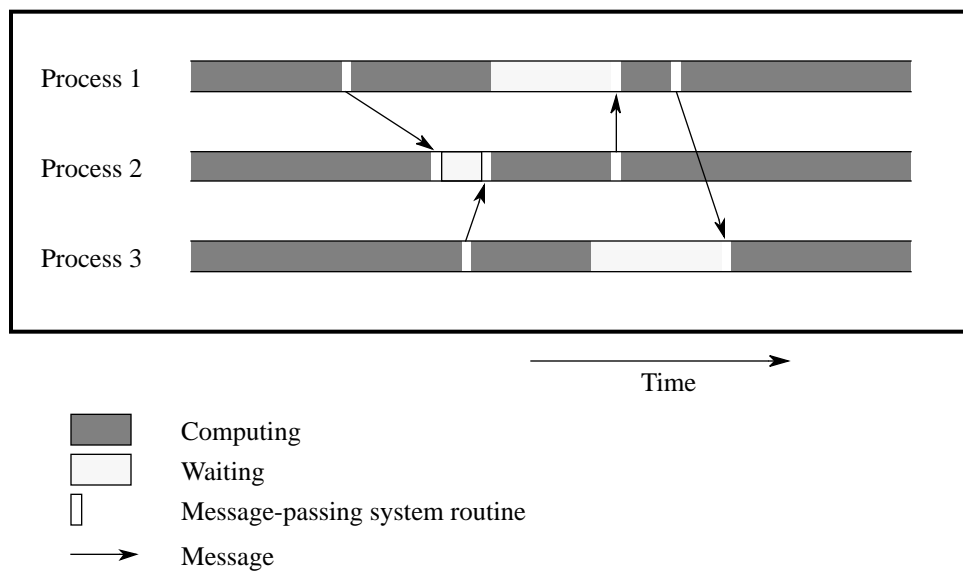 Process 1
Process 2
Process 3
Time
Computing
Waiting
Message-passing system routine
Message